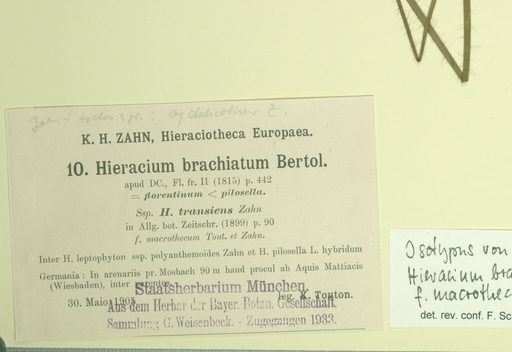 K. H. ZAHN, Hieraciotheca Europaea.
10. Hieracium brachiatum Bertol.
apud DC., Fl. fr. II (1815) p. 442
= florentinum < pilosella.
Ssp. H. transiens Zahn
in Allg. bot. Zeitschr. (1899) p. 90
f. macrothecum Tout. et Zahn.
Inter H. leptophyton ssp. polyanthemoides Zahn et H. pilosella L. hybridum
Germania: In arenariis pr. Mosbach 90 m haud procul ab Aquis Mattiacis
(Wiesbaden), inter parentes.
Staatsherbarium München.
30. Maio 1905 leg. K. Touton.
Aus dem Herbar der Bayer. Botan. Gesellschaft.
Sammlung G. Weisenbeck. - Zugegangen 1933.
Isotypus von
Hieracium bra
f. macrothec
det. rev. conf. F. Sc